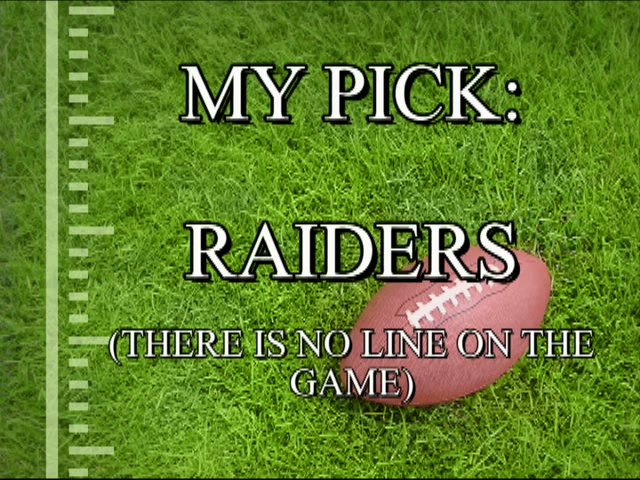 MY PICK:
RAIDERS
(THERE IS NO LINE ON THE
GAME)